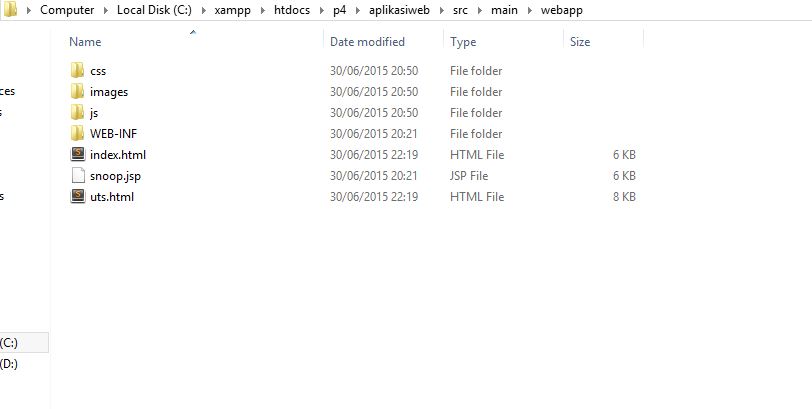 Computer Local Disk (C:) xampp htdocs p4 aplikasiweb src main webapp
Name Date modified Type Size
css 30/06/2015 20:50 File folder
ces images 30/06/2015 20:50 File folder
s js 30/06/2015 20:50 File folder
WEB-INF 30/06/2015 20:21 File folder
index.html 30/06/2015 22:19 HTML File 6 KB
snoop.jsp 30/06/2015 20:21 JSP File 6 KB
s uts.html 30/06/2015 22:19 HTML File 8 KB
(C:)
(D:)